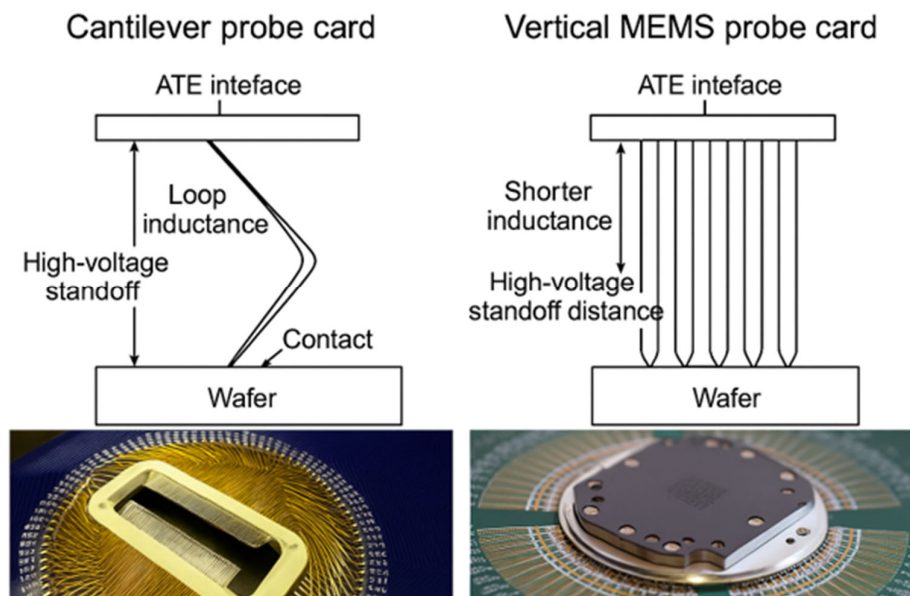 Cantilever probe card
ATE inteface
Loop
inductance
High-voltage
standoff
Contact
Wafer
Vertical MEMS probe card
ATE inteface
Shorter
inductance
High-voltage
standoff distance
Wafer